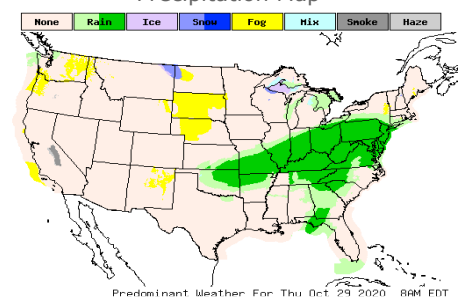 Precipitation Map
None Rain Ice Snow Fog Mix Smoke Haze
Predominant Weather For Thu Oct 29 2020 8AM EDT